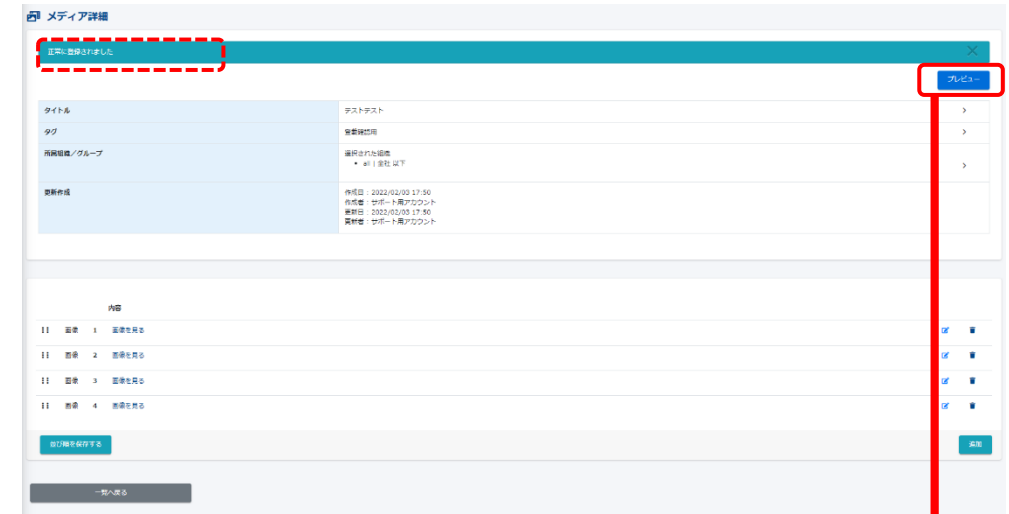 メディア詳細
正常に登録されました
プレビュー
タイトル
テストテスト
タグ
登載確認用
所属組織/グループ
選択された組織
• all | 全社 以下
更新作成
作成日 : 2022/02/03 17:50
作成者 : サポート用アカウント
更新日 : 2022/02/03 17:50
更新者 : サポート用アカウント
内容
画像 1 画像を見る
画像 2 画像を見る
画像 3 画像を見る
画像 4 画像を見る
並び順を保存する
追加
一覧へ戻る